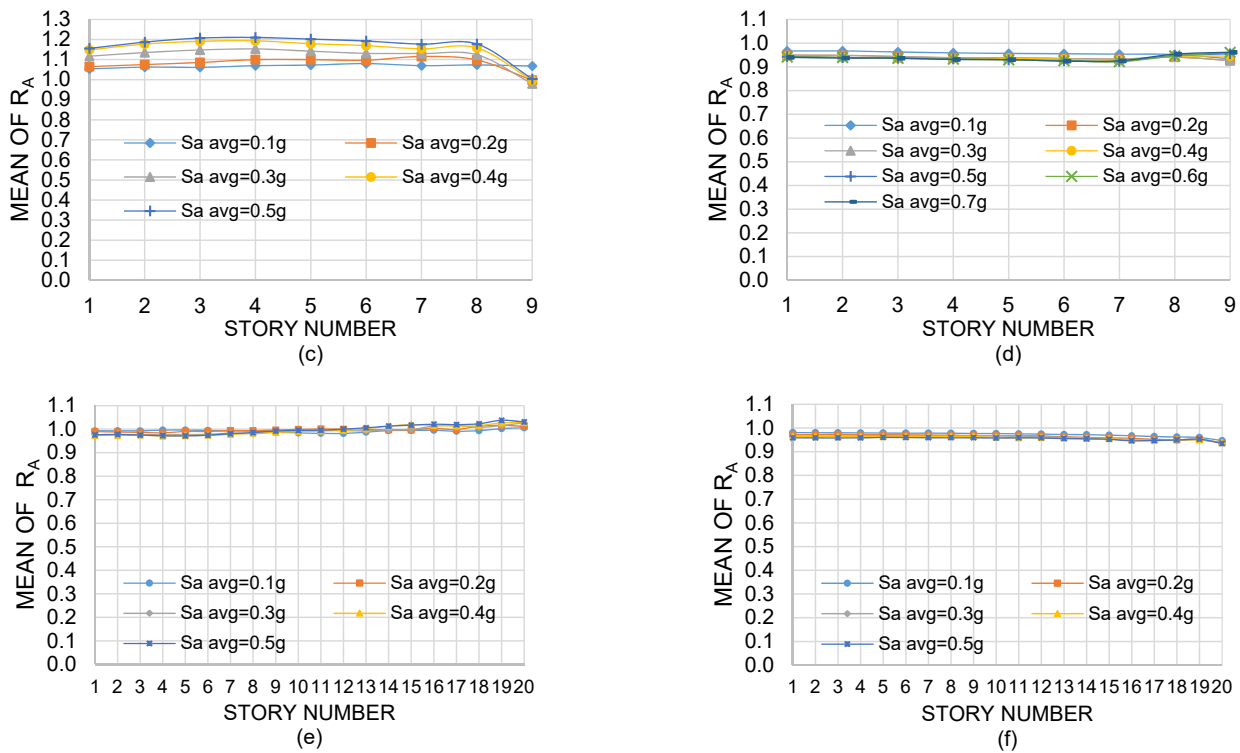 MEAN OF R_A
1.3
1.2
1.1
1.0
0.9
0.8
0.7
0.6
0.5
0.4
0.3
0.2
0.1
0.0
Sa avg=0.1g Sa avg=0.2g
Sa avg=0.3g Sa avg=0.4g
Sa avg=0.5g
1 2 3 4 5 6 7 8 9
STORY NUMBER
(c)
MEAN OF R_A
1.1
1.0
0.9
0.8
0.7
0.6
0.5
0.4
0.3
0.2
0.1
0.0
Sa avg=0.1g Sa avg=0.2g
Sa avg=0.3g Sa avg=0.4g
Sa avg=0.5g Sa avg=0.6g
Sa avg=0.7g
1 2 3 4 5 6 7 8 9
STORY NUMBER
(d)
MEAN OF R_A
1.1
1.0
0.9
0.8
0.7
0.6
0.5
0.4
0.3
0.2
0.1
0.0
Sa avg=0.1g Sa avg=0.2g
Sa avg=0.3g Sa avg=0.4g
Sa avg=0.5g
1 2 3 4 5 6 7 8 9 10 11 12 13 14 15 16 17 18 19 20
STORY NUMBER
(e)
MEAN OF R_A
1.1
1.0
0.9
0.8
0.7
0.6
0.5
0.4
0.3
0.2
0.1
0.0
Sa avg=0.1g Sa avg=0.2g
Sa avg=0.3g Sa avg=0.4g
Sa avg=0.5g
1 2 3 4 5 6 7 8 9 10 11 12 13 14 15 16 17 18 19 20
STORY NUMBER
(f)